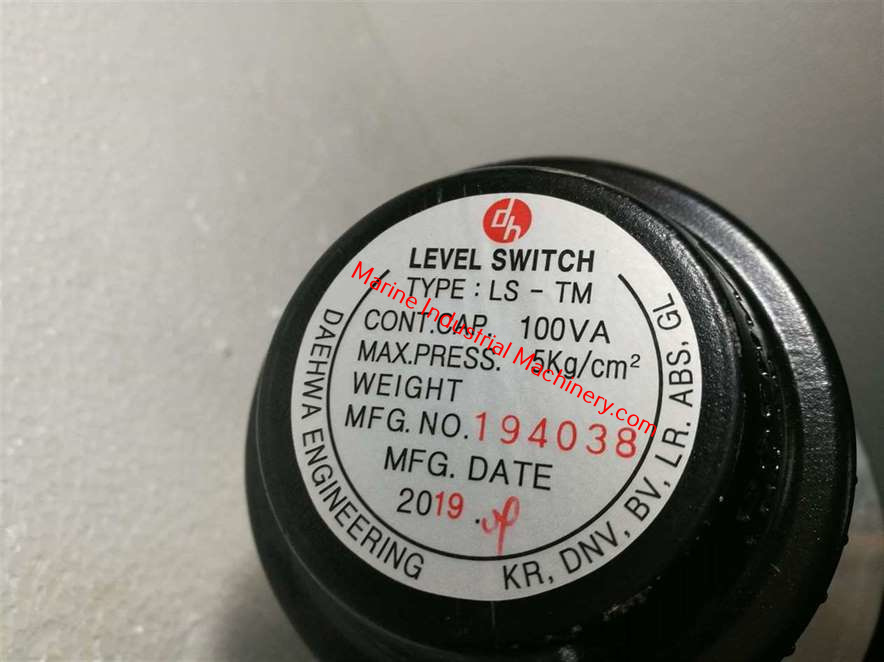 dh
LEVEL SWITCH
TYPE : LS - TM
CONT.CAP. 100VA
MAX.PRESS. 5Kg/cm²
WEIGHT
MFG. NO. 194038
MFG. DATE
2019 .
DAEHWA ENGINEERING
KR, DNV, BV, LR. ABS, GL
Marine Industrial Machinery.com